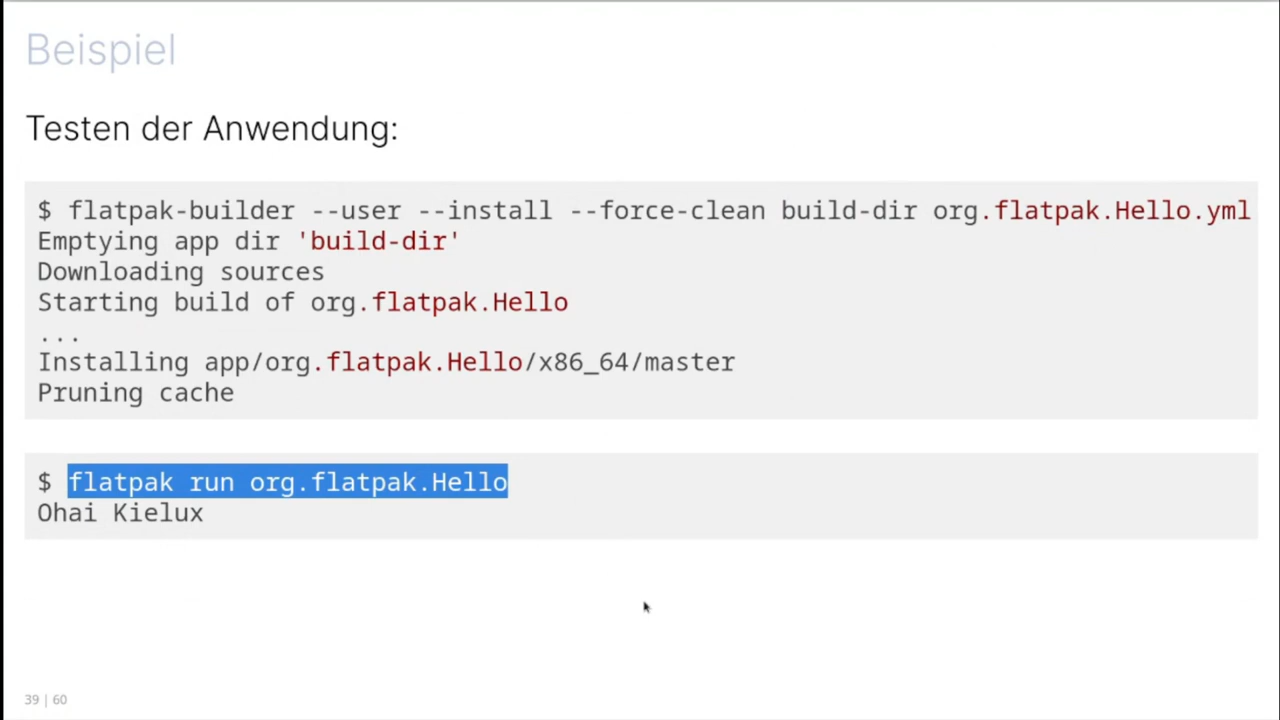 Beispiel
Testen der Anwendung:
$ flatpak-builder --user --install --force-clean build-dir org.flatpak.Hello.yml
Emptying app dir 'build-dir'
Downloading sources
Starting build of org.flatpak.Hello
...
Installing app/org.flatpak.Hello/x86_64/master
Pruning cache
$ flatpak run org.flatpak.Hello
Ohai Kielux
39 | 60